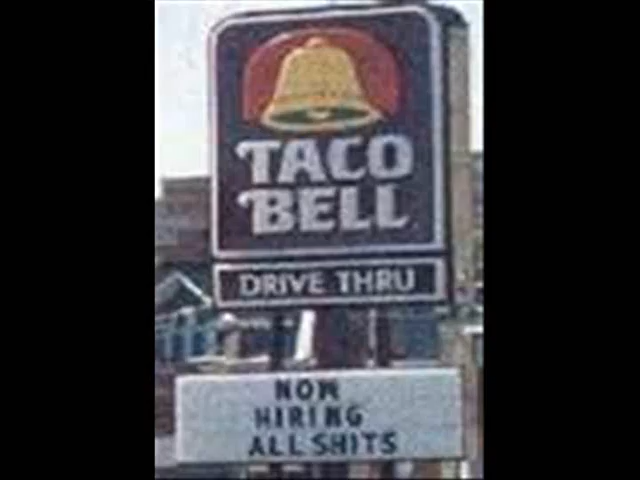 TACO
BELL
DRIVE THRU
NOW
HIRING
ALL SHITS